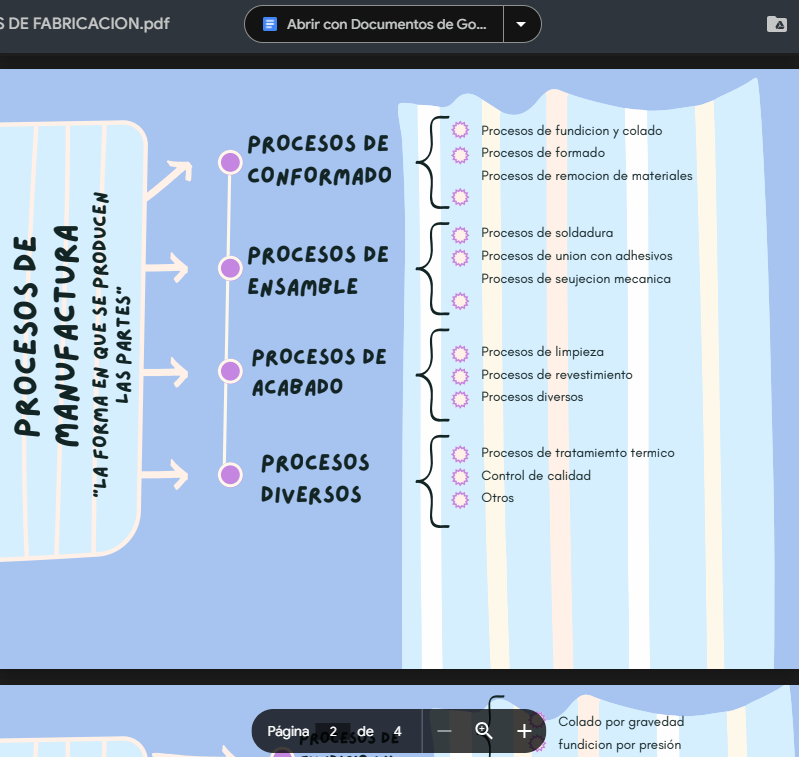 S DE FABRICACION.pdf
Abrir con Documentos de Go...
PROCESOS DE
MANUFACTURA
"LA FORMA EN QUE SE PRODUCEN
LAS PARTES"
PROCESOS DE
CONFORMADO
Procesos de fundicion y colado
Procesos de formado
Procesos de remocion de materiales
PROCESOS DE
ENSAMBLE
Procesos de soldadura
Procesos de union con adhesivos
Procesos de seujecion mecanica
PROCESOS DE
ACABADO
Procesos de limpieza
Procesos de revestimiento
Procesos diversos
PROCESOS
DIVERSOS
Procesos de tratamiemto termico
Control de calidad
Otros
Página 2 de 4
PROCESOS DE
Colado por gravedad
fundicion por presión